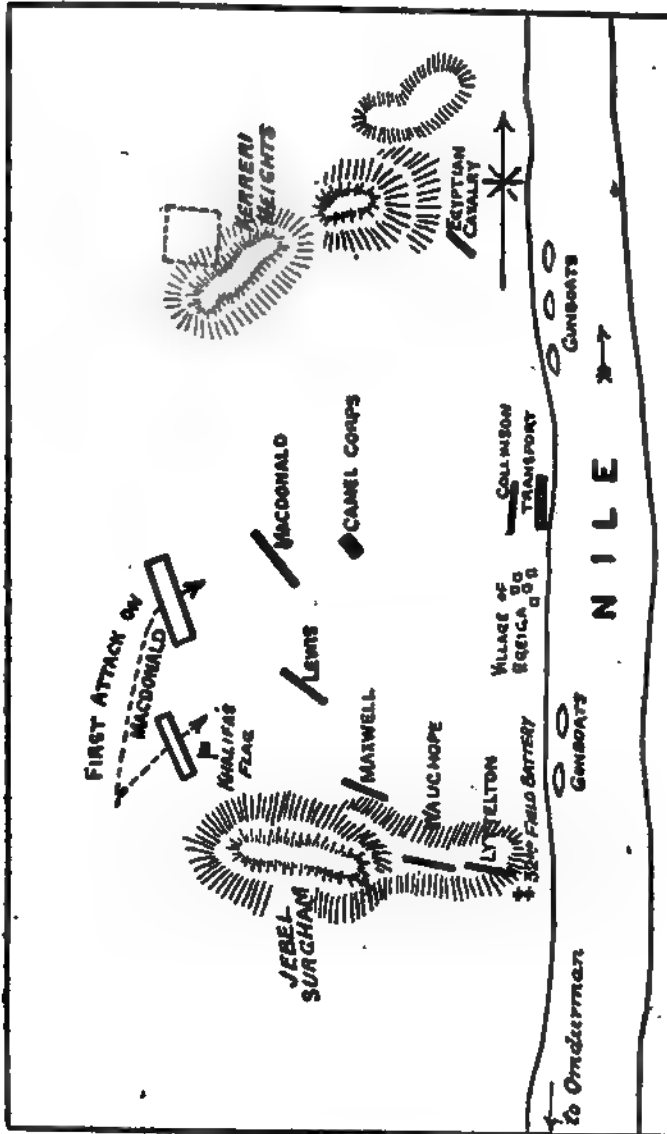 KERRERI
HEIGHTS
EGYPTIAN
CAVALRY
GUNBOATS
FIRST ATTACK ON
MACDONALD
MACDONALD
CAMEL CORPS
COLLINSON
TRANSPORT
KHALIFA'S
FLAG
LEWIS
VILLAGE OF
EGEIGA
NILE
MAXWELL
WAUCHOPE
LYTTELTON
32ND FIELD BATTERY
GUNBOATS
JEBEL
SURGHAM
to Omdurman